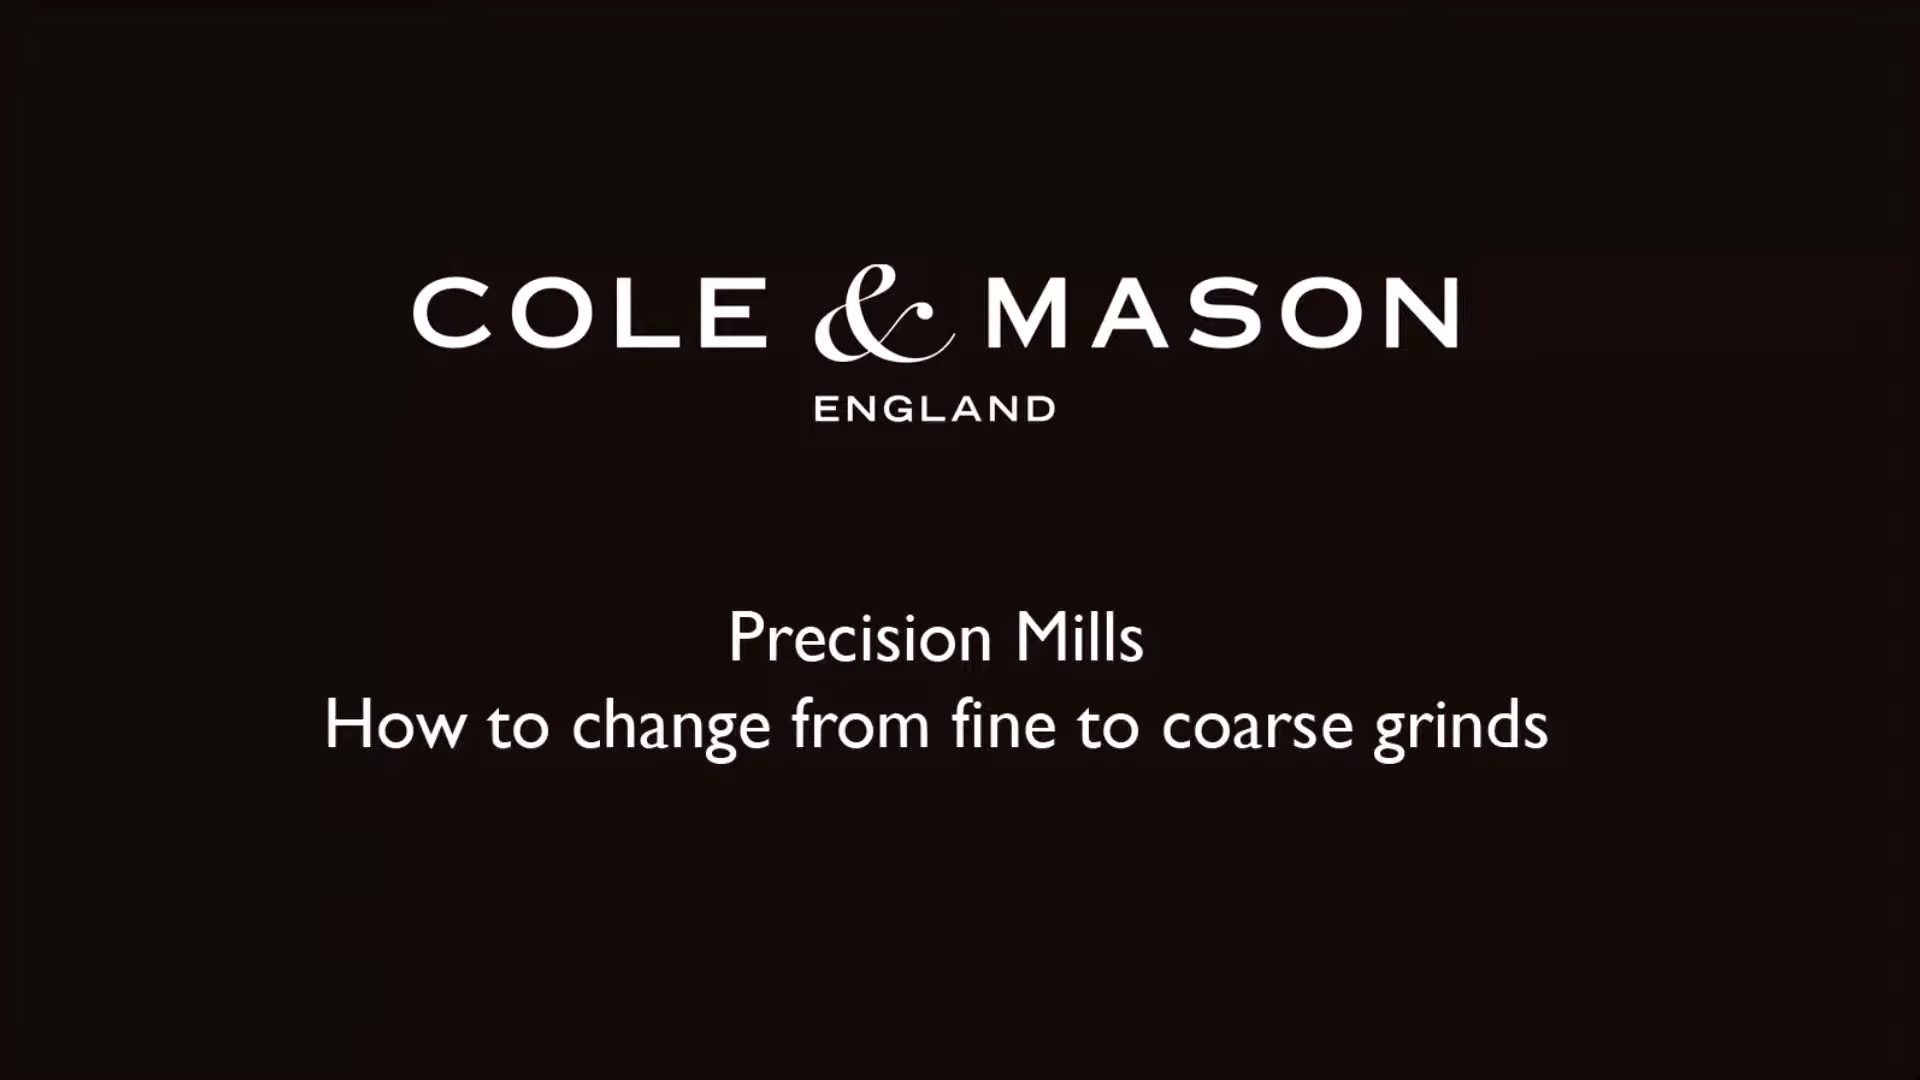 COLE & MASON
ENGLAND
Precision Mills
How to change from fine to coarse grinds